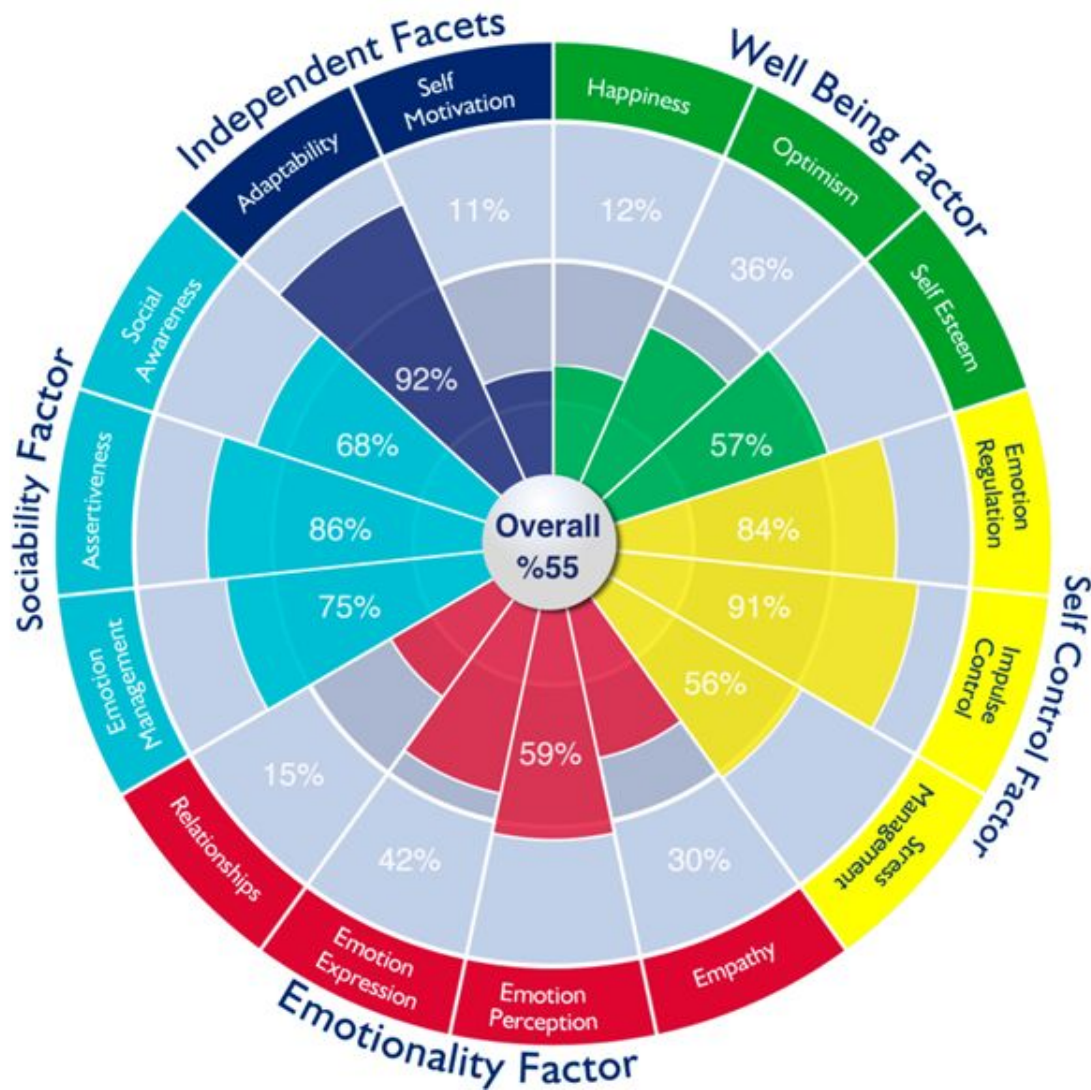 Independent Facets
Well Being Factor
Self Control Factor
Emotionality Factor
Sociability Factor
Self
Motivation
11%
Happiness
12%
Optimism
36%
Self Esteem
57%
Emotion
Regulation
84%
Impulse
Control
91%
Stress
Management
56%
Empathy
30%
Emotion
Perception
59%
Emotion
Expression
42%
Relationships
15%
Emotion
Management
75%
Assertiveness
86%
Social
Awareness
68%
Adaptability
92%
Overall
%55